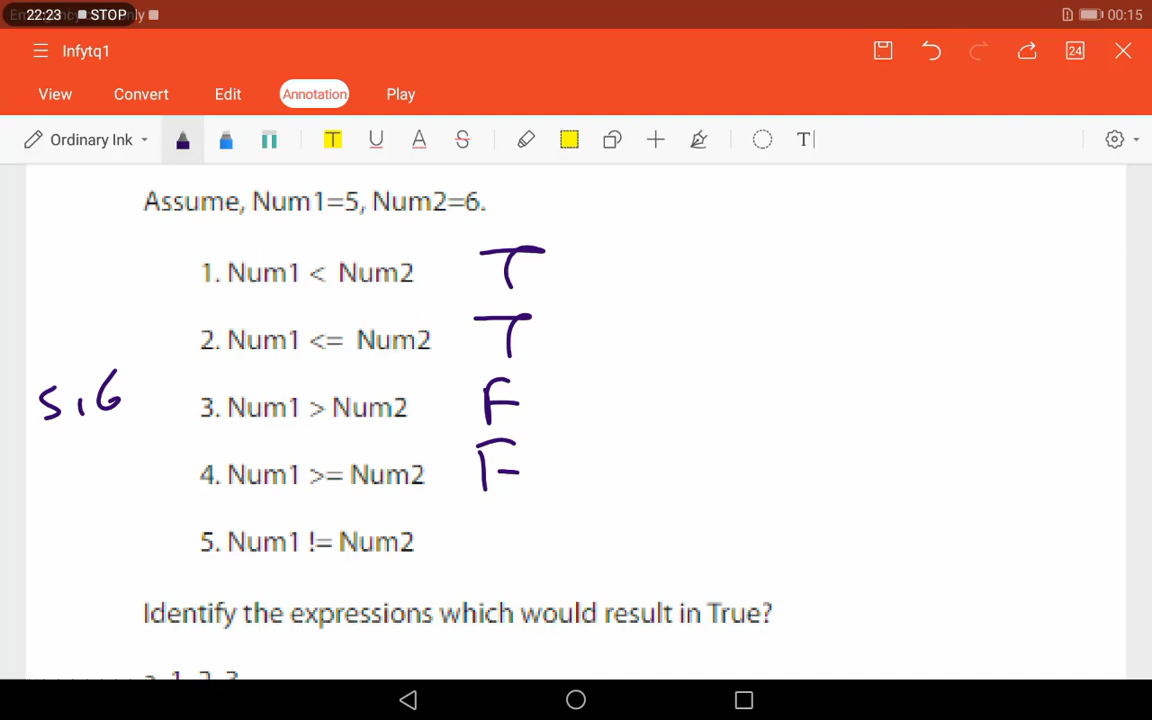 22:23 STOP 00:15
Infytq1 24
View Convert Edit Annotation Play
Ordinary Ink T U A S T
Assume, Num1=5, Num2=6.
1. Num1 < Num2 T
2. Num1 <= Num2 T
5,6
3. Num1 > Num2 F
4. Num1 >= Num2 F
5. Num1 != Num2
Identify the expressions which would result in True?